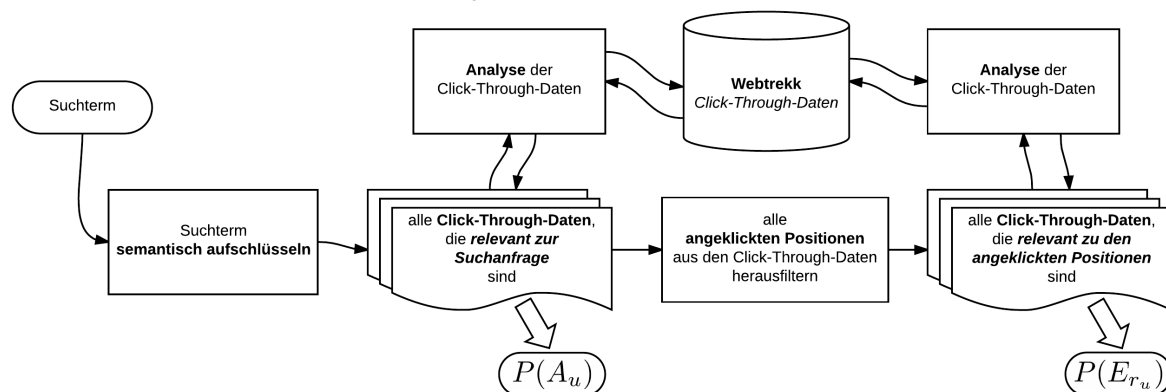 Suchterm
Analyse der
Click-Through-Daten
Webtrekk
Click-Through-Daten
Analyse der
Click-Through-Daten
Suchterm
semantisch aufschlüsseln
alle Click-Through-Daten,
die relevant zur
Suchanfrage
sind
alle
angeklickten Positionen
aus den Click-Through-Daten
herausfiltern
alle Click-Through-Daten,
die relevant zu den
angeklickten Positionen
sind
P(A_u)
P(E_{r_u})